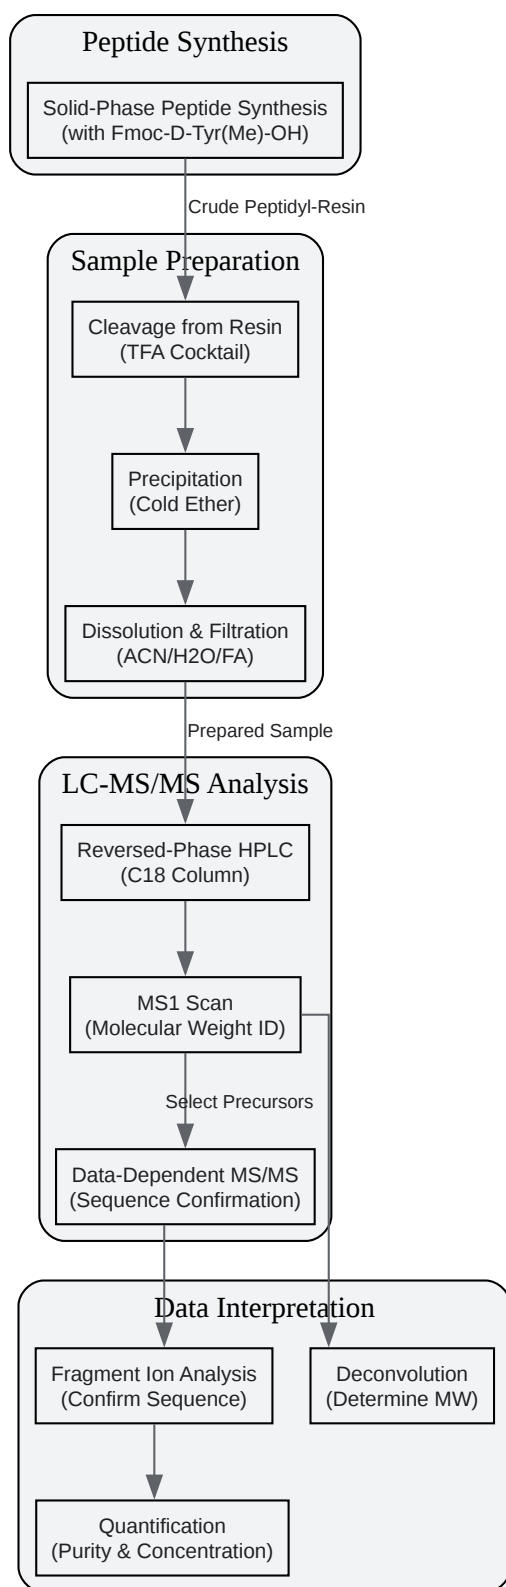 Peptide Synthesis
Solid-Phase Peptide Synthesis
(with Fmoc-D-Tyr(Me)-OH)
Crude Peptidyl-Resin
Sample Preparation
Cleavage from Resin
(TFA Cocktail)
Precipitation
(Cold Ether)
Dissolution & Filtration
(ACN/H2O/FA)
Prepared Sample
LC-MS/MS Analysis
Reversed-Phase HPLC
(C18 Column)
MS1 Scan
(Molecular Weight ID)
Select Precursors
Data-Dependent MS/MS
(Sequence Confirmation)
Data Interpretation
Fragment Ion Analysis
(Confirm Sequence)
Deconvolution
(Determine MW)
Quantification
(Purity & Concentration)